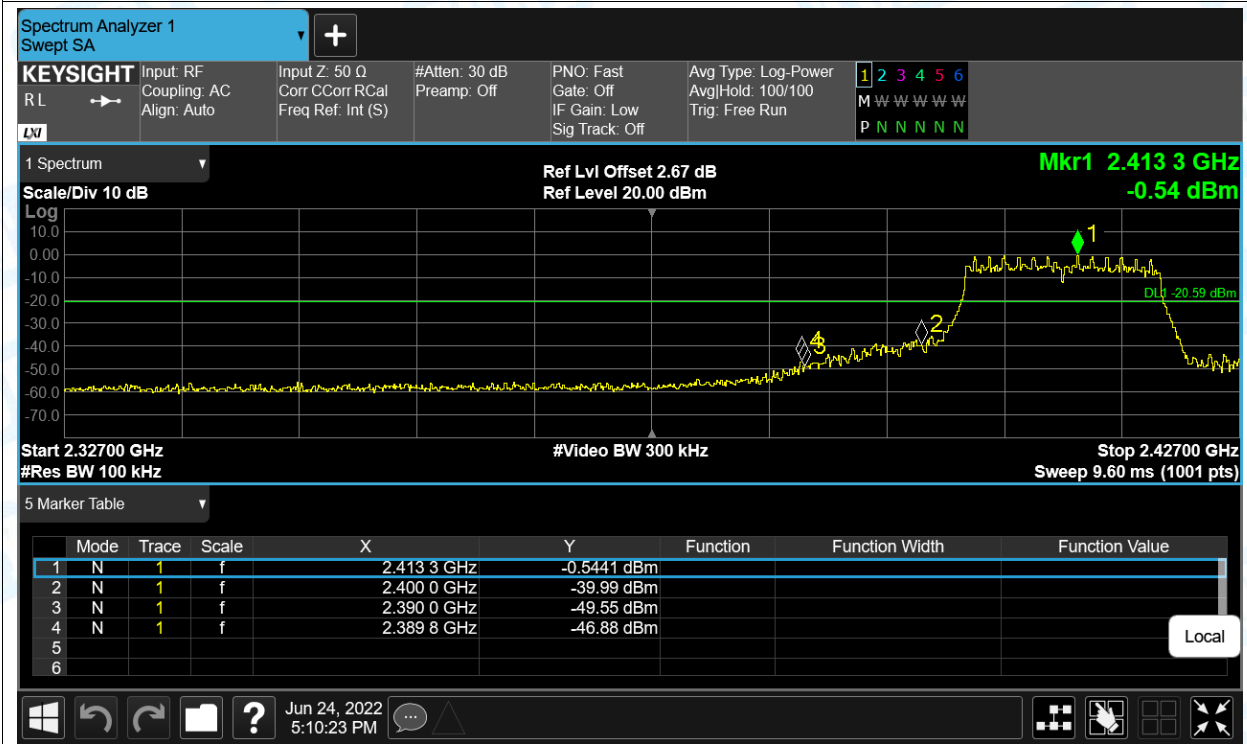 Spectrum Analyzer 1
Swept SA
+
KEYSIGHT
R L
LXI
Input: RF
Coupling: AC
Align: Auto
Input Z: 50 Ω
Corr CCorr RCal
Freq Ref: Int (S)
#Atten: 30 dB
Preamp: Off
PNO: Fast
Gate: Off
IF Gain: Low
Sig Track: Off
Avg Type: Log-Power
Avg|Hold: 100/100
Trig: Free Run
1 2 3 4 5 6
M W W W W W
P N N N N N
1 Spectrum
Scale/Div 10 dB
Ref Lvl Offset 2.67 dB
Ref Level 20.00 dBm
Mkr1 2.413 3 GHz
-0.54 dBm
Log
10.0
0.00
-10.0
-20.0
-30.0
-40.0
-50.0
-60.0
-70.0
1
DL1 -20.59 dBm
2
4
3
Start 2.32700 GHz
#Video BW 300 kHz
Stop 2.42700 GHz
#Res BW 100 kHz
Sweep 9.60 ms (1001 pts)
5 Marker Table
Mode Trace Scale X Y Function Function Width Function Value
1 N 1 f 2.413 3 GHz -0.5441 dBm
2 N 1 f 2.400 0 GHz -39.99 dBm
3 N 1 f 2.390 0 GHz -49.55 dBm
4 N 1 f 2.389 8 GHz -46.88 dBm
5
6
Local
?
Jun 24, 2022
5:10:23 PM